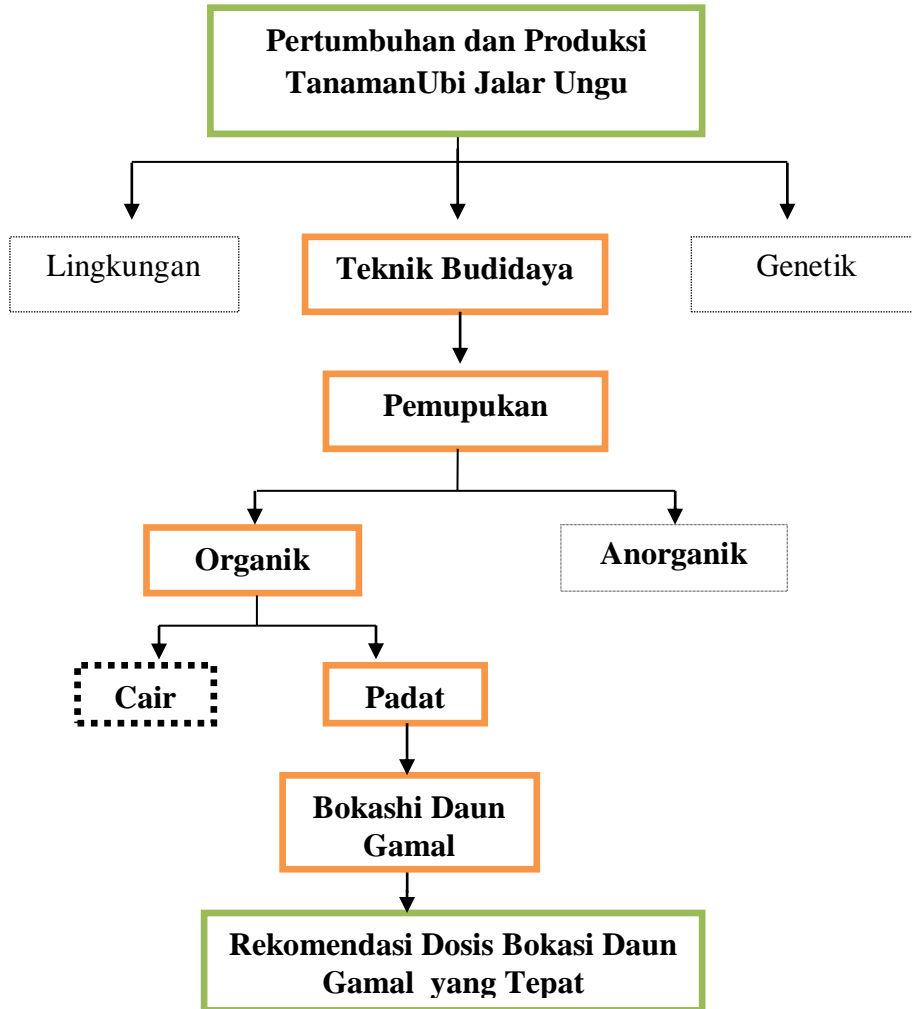 Pertumbuhan dan Produksi
TanamanUbi Jalar Ungu
Lingkungan
Teknik Budidaya
Genetik
Pemupukan
Organik
Anorganik
Cair
Padat
Bokashi Daun
Gamal
Rekomendasi Dosis Bokasi Daun
Gamal yang Tepat